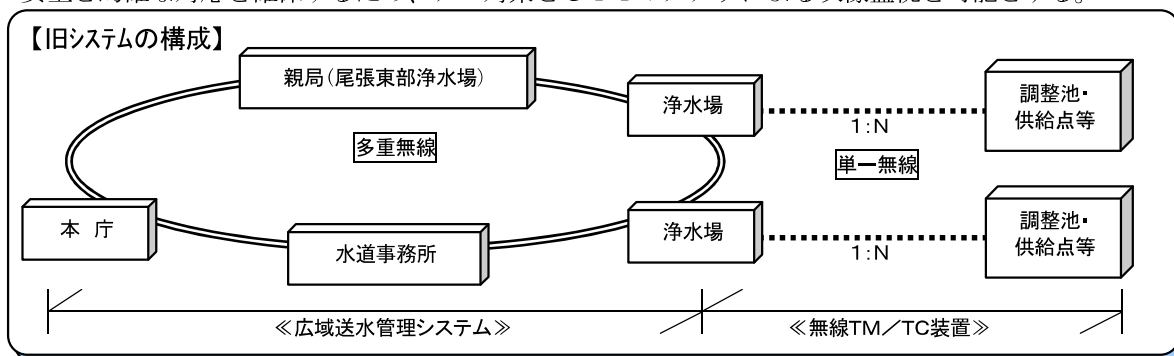 【旧システムの構成】
親局(尾張東部浄水場)
浄水場
調整池・
供給点等
1:N
多重無線
単一無線
本 庁
水道事務所
浄水場
調整池・
供給点等
1:N
≪広域送水管理システム≫
≪無線TM/TC装置≫